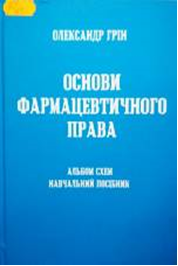 ОЛЕКСАНДР ГРІН
ОСНОВИ
ФАРМАЦЕВТИЧНОГО
ПРАВА
АЛЬБОМ СХЕМ
НАВЧАЛЬНИЙ ПОСІБНИК